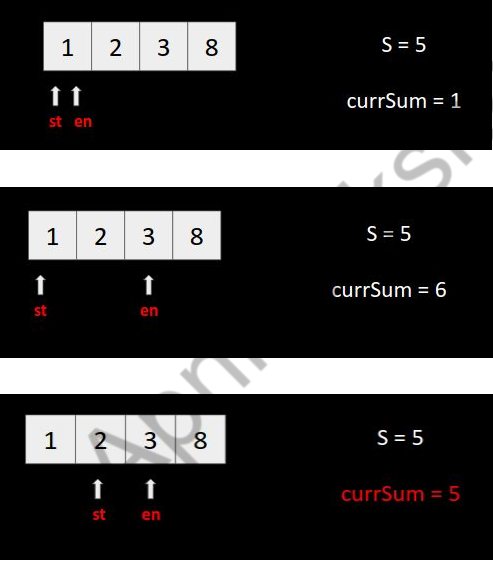 1 2 3 8
S = 5
currSum = 1
st en
1 2 3 8
S = 5
currSum = 6
st en
1 2 3 8
S = 5
currSum = 5
st en